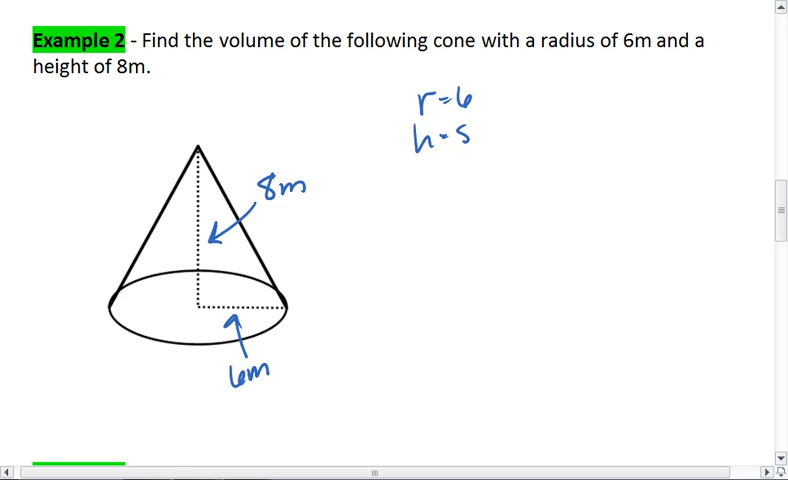 Example 2 - Find the volume of the following cone with a radius of 6m and a
height of 8m.
r=6
h=5
8m
6m